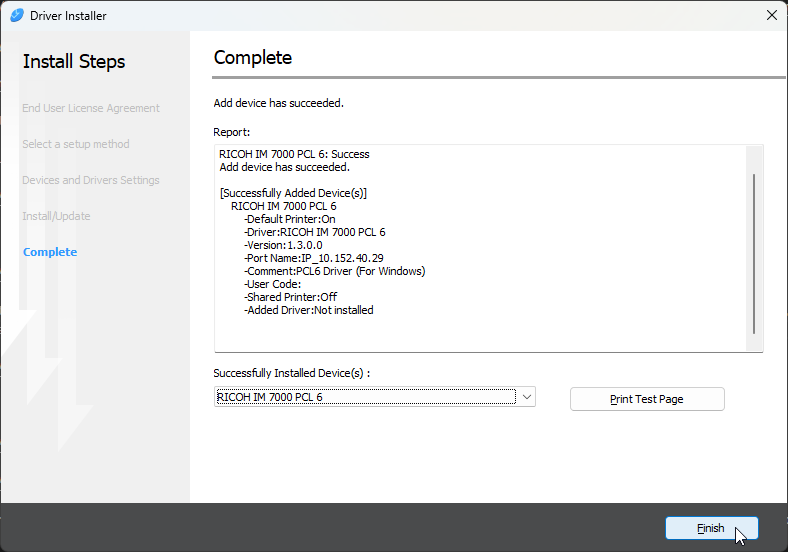 Driver Installer
Install Steps
End User License Agreement
Select a setup method
Devices and Drivers Settings
Install/Update
Complete
Complete
Add device has succeeded.
Report:
RICOH IM 7000 PCL 6: Success
Add device has succeeded.
[Successfully Added Device(s)]
RICOH IM 7000 PCL 6
-Default Printer:On
-Driver:RICOH IM 7000 PCL 6
-Version:1.3.0.0
-Port Name:IP_10.152.40.29
-Comment:PCL6 Driver (For Windows)
-User Code:
-Shared Printer:Off
-Added Driver:Not installed
Successfully Installed Device(s) :
RICOH IM 7000 PCL 6
Print Test Page
Finish